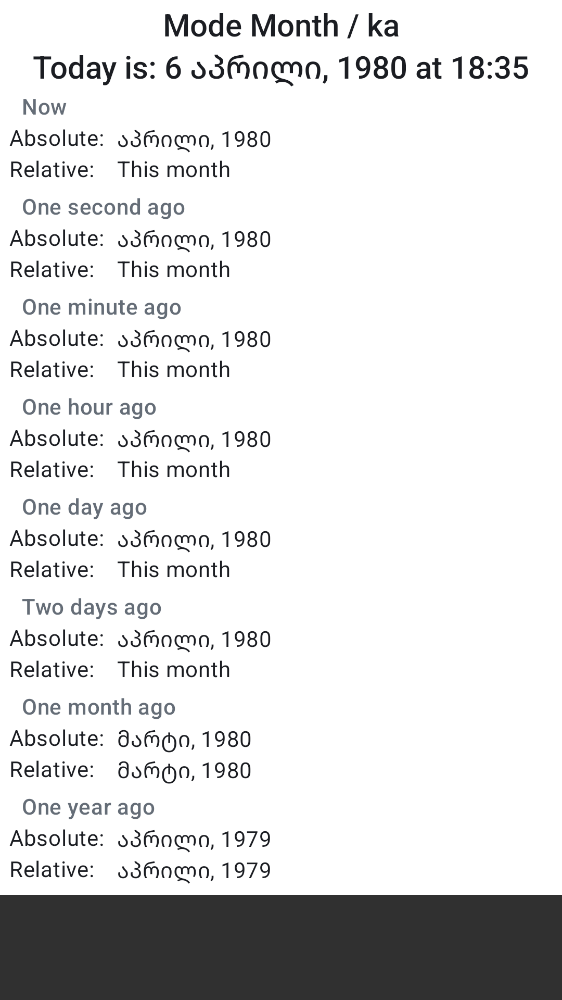 Mode Month / ka
Today is: 6 აპრილი, 1980 at 18:35
Now
Absolute: აპრილი, 1980
Relative: This month
One second ago
Absolute: აპრილი, 1980
Relative: This month
One minute ago
Absolute: აპრილი, 1980
Relative: This month
One hour ago
Absolute: აპრილი, 1980
Relative: This month
One day ago
Absolute: აპრილი, 1980
Relative: This month
Two days ago
Absolute: აპრილი, 1980
Relative: This month
One month ago
Absolute: მარტი, 1980
Relative: მარტი, 1980
One year ago
Absolute: აპრილი, 1979
Relative: აპრილი, 1979